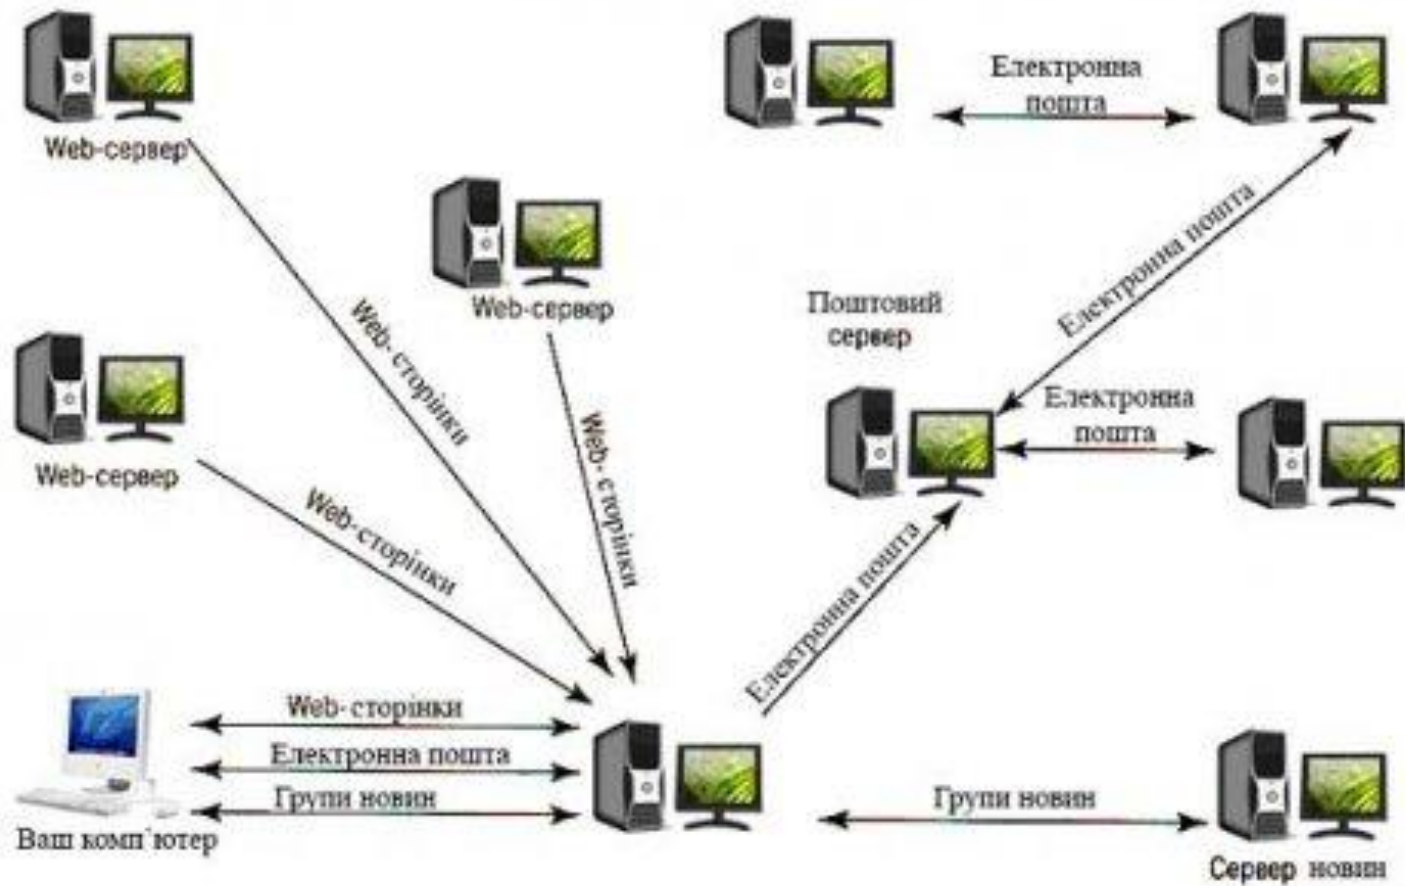 Web-сервер
Електронна
пошта
Web-сервер
Електронна пошта
Поштовий
сервер
Web-сторінки
Web-сервер
Електронна
пошта
Web-сторінки
Web-сторінки
Електронна пошта
Web-сторінки
Електронна пошта
Групи новин
Групи новин
Ваш комп`ютер
Сервер новин